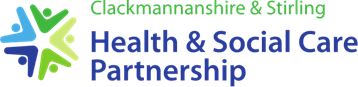 Clackmannanshire & Stirling
Health & Social Care
Partnership